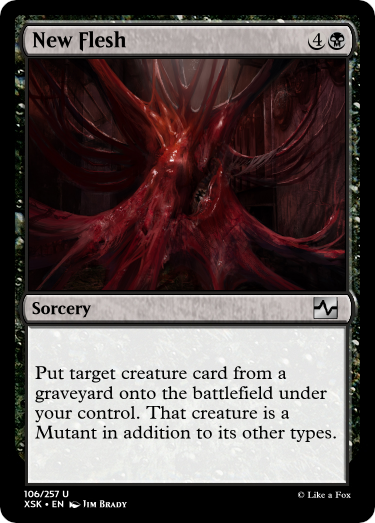 New Flesh 4
Sorcery
Put target creature card from a
graveyard onto the battlefield under
your control. That creature is a
Mutant in addition to its other types.
106/257 U
XSK • EN Jim Brady
© Like a Fox